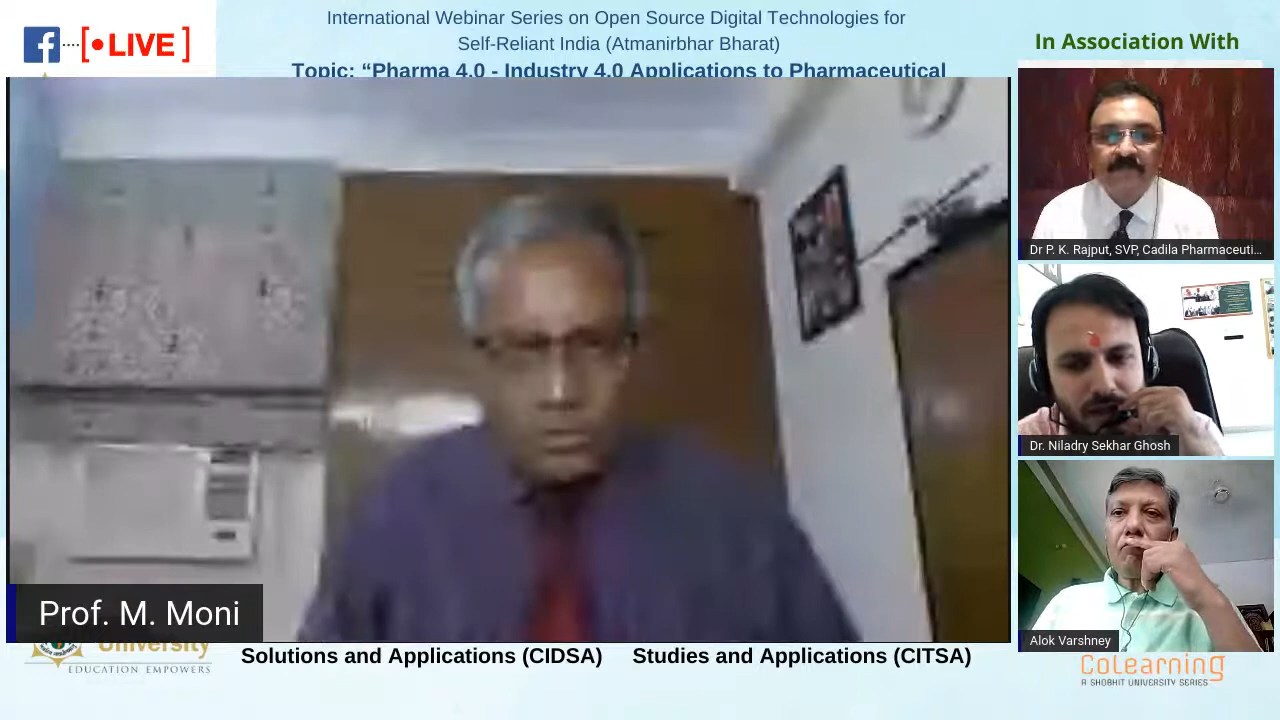 International Webinar Series on Open Source Digital Technologies for
Self-Reliant India (Atmanirbhar Bharat)
Topic: “Pharma 4.0 - Industry 4.0 Applications to Pharmaceutical
LIVE
In Association With
Dr P. K. Rajput, SVP, Cadila Pharmaceuti...
Dr. Niladry Sekhar Ghosh
Alok Varshney
Prof. M. Moni
University
EDUCATION EMPOWERS
Solutions and Applications (CIDSA) Studies and Applications (CITSA)
CoLearning
A SHOBHIT UNIVERSITY SERIES